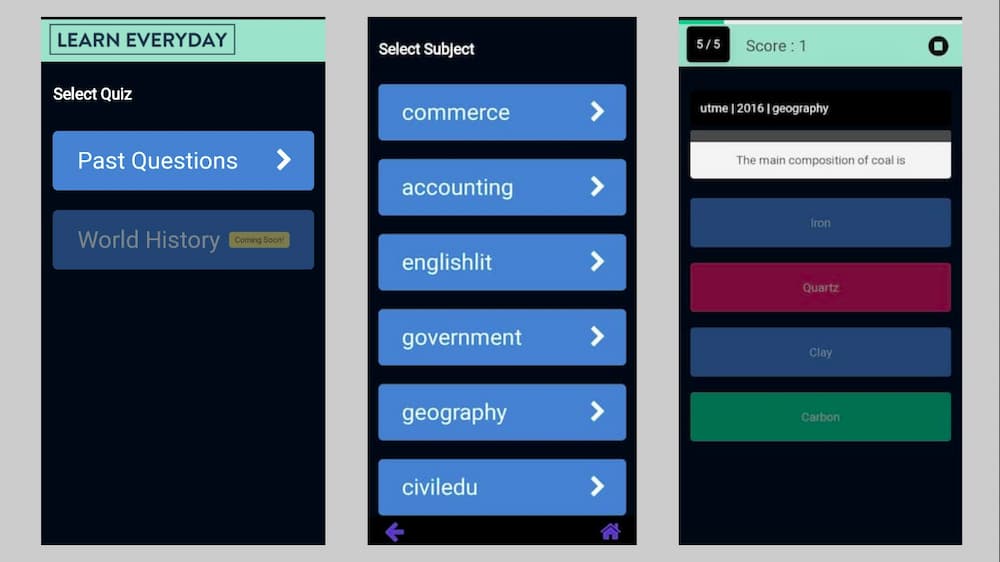 LEARN EVERYDAY
Select Quiz
Past Questions
World History Coming Soon!
Select Subject
commerce
accounting
englishlit
government
geography
civiledu
5 / 5 Score : 1
utme | 2016 | geography
The main composition of coal is
Iron
Quartz
Clay
Carbon